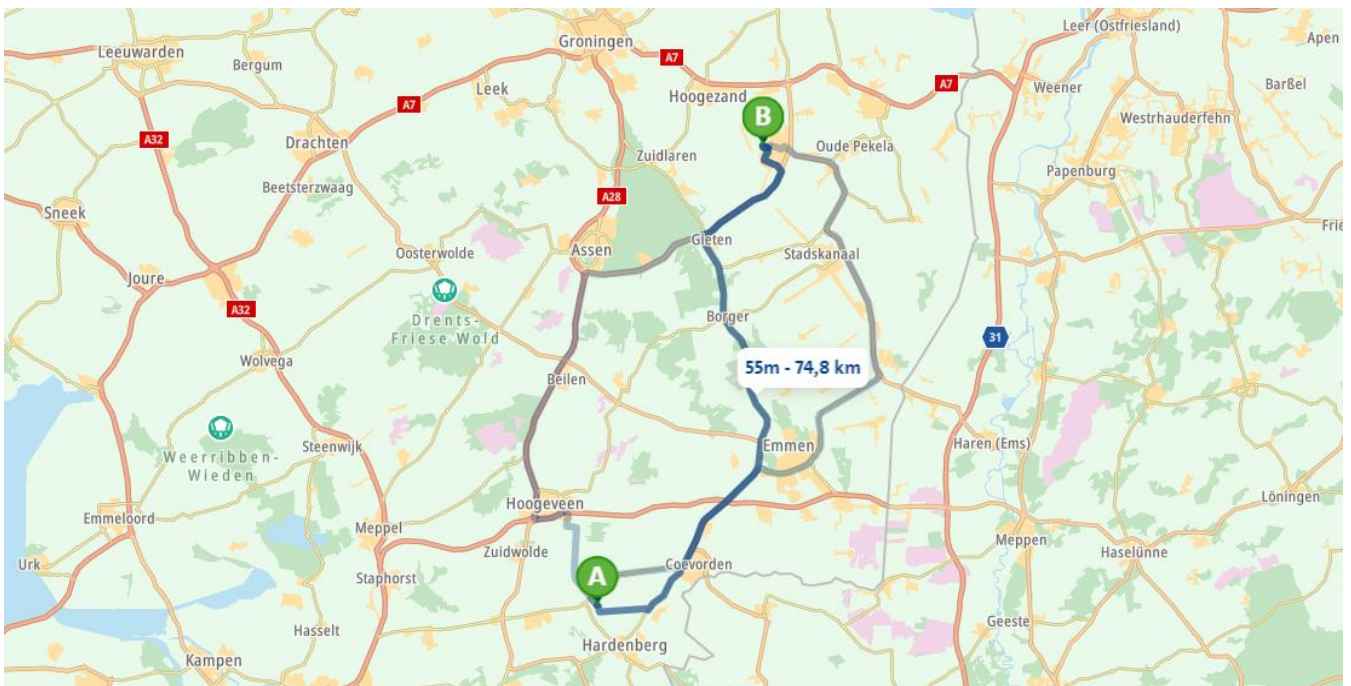 Leer (Ostfriesland)
Groningen
Apen
Leeuwarden
Bergum
A7
Leek
Hoogezand
A7
Weener
Barßel
A7
B
Westrhauderfehn
A32
Drachten
Zuidlaren
Oude Pekela
Papenburg
Beetsterzwaag
A28
Sneek
Frie
Oosterwolde
Assen
Gieten
Stadskanaal
Joure
A32
Drents-
Friese Wold
Borger
31
Wolvega
55m - 74,8 km
Beilen
Steenwijk
Emmen
Haren (Ems)
Weerribben-
Wieden
Hoogeveen
Löningen
Emmeloord
Meppel
Meppen
Zuidwolde
Haselünne
Urk
Staphorst
A
Coevorden
Hasselt
Geeste
Hardenberg
Kampen